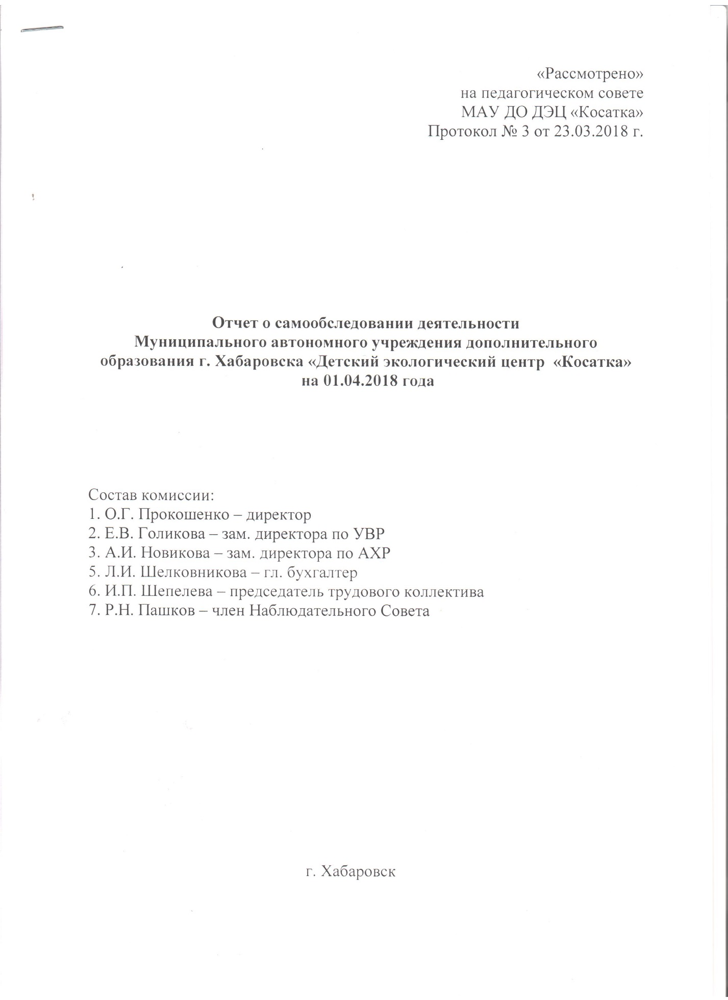 «Рассмотрено»
на педагогическом совете
МАУ ДО ДЭЦ «Косатка»
Протокол № 3 от 23.03.2018 г.
Отчет о самообследовании деятельности
Муниципального автономного учреждения дополнительного
образования г. Хабаровска «Детский экологический центр «Косатка»
на 01.04.2018 года
Состав комиссии:
1. О.Г. Прокошенко – директор
2. Е.В. Голикова – зам. директора по УВР
3. А.И. Новикова – зам. директора по АХР
5. Л.И. Шелковникова – гл. бухгалтер
6. И.П. Шепелева – председатель трудового коллектива
7. Р.Н. Пашков – член Наблюдательного Совета
г. Хабаровск